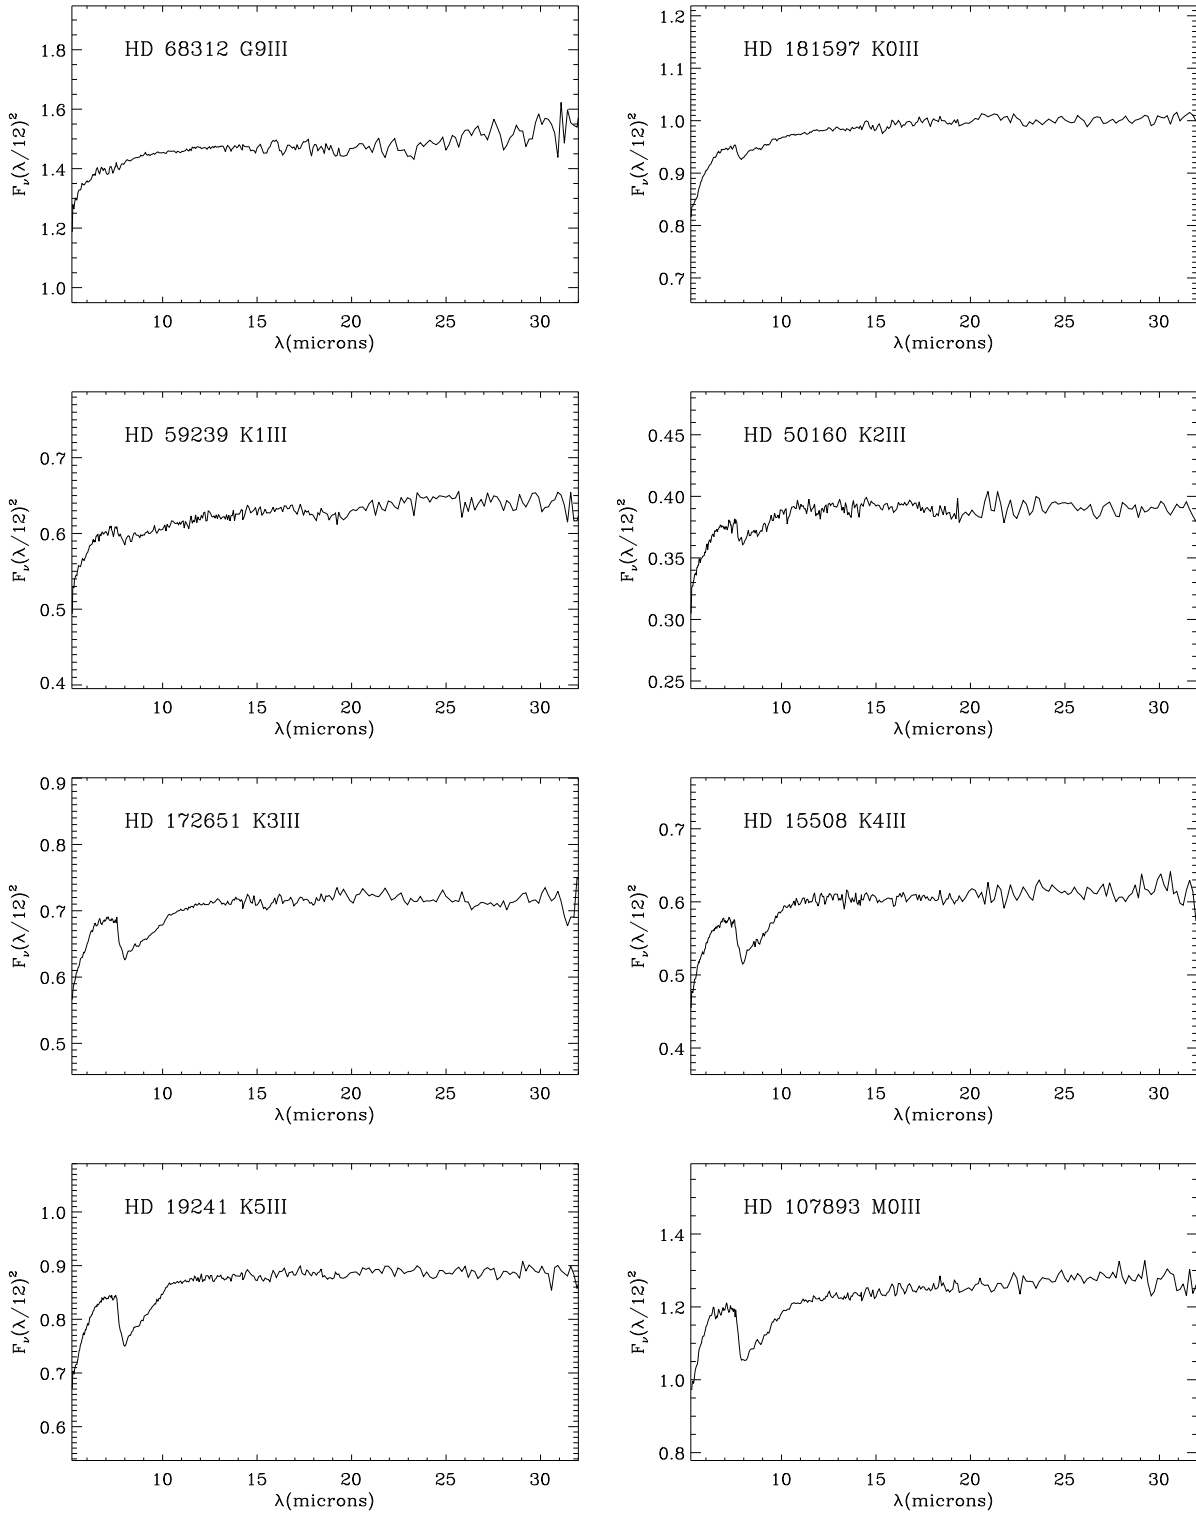 HD 68312 G9III
1.8
1.6
1.4
1.2
1.0
F_ν(λ/12)²
10 15 20 25 30
λ(microns)
HD 181597 K0III
1.2
1.1
1.0
0.9
0.8
0.7
F_ν(λ/12)²
10 15 20 25 30
λ(microns)
HD 59239 K1III
0.7
0.6
0.5
0.4
F_ν(λ/12)²
10 15 20 25 30
λ(microns)
HD 50160 K2III
0.45
0.40
0.35
0.30
0.25
F_ν(λ/12)²
10 15 20 25 30
λ(microns)
HD 172651 K3III
0.9
0.8
0.7
0.6
0.5
F_ν(λ/12)²
10 15 20 25 30
λ(microns)
HD 15508 K4III
0.7
0.6
0.5
0.4
F_ν(λ/12)²
10 15 20 25 30
λ(microns)
HD 19241 K5III
1.0
0.9
0.8
0.7
0.6
F_ν(λ/12)²
10 15 20 25 30
λ(microns)
HD 107893 M0III
1.4
1.2
1.0
0.8
F_ν(λ/12)²
10 15 20 25 30
λ(microns)